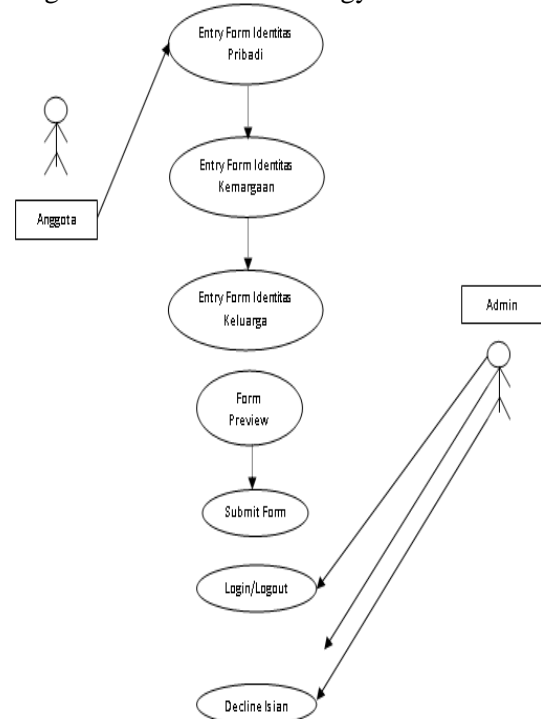 Entry Form Identitas
Pribadi
Entry Form Identitas
Kemargaan
Anggota
Entry Form Identitas
Keluarga
Admin
Form
Preview
Submit Form
Login/Logout
Decline Isian